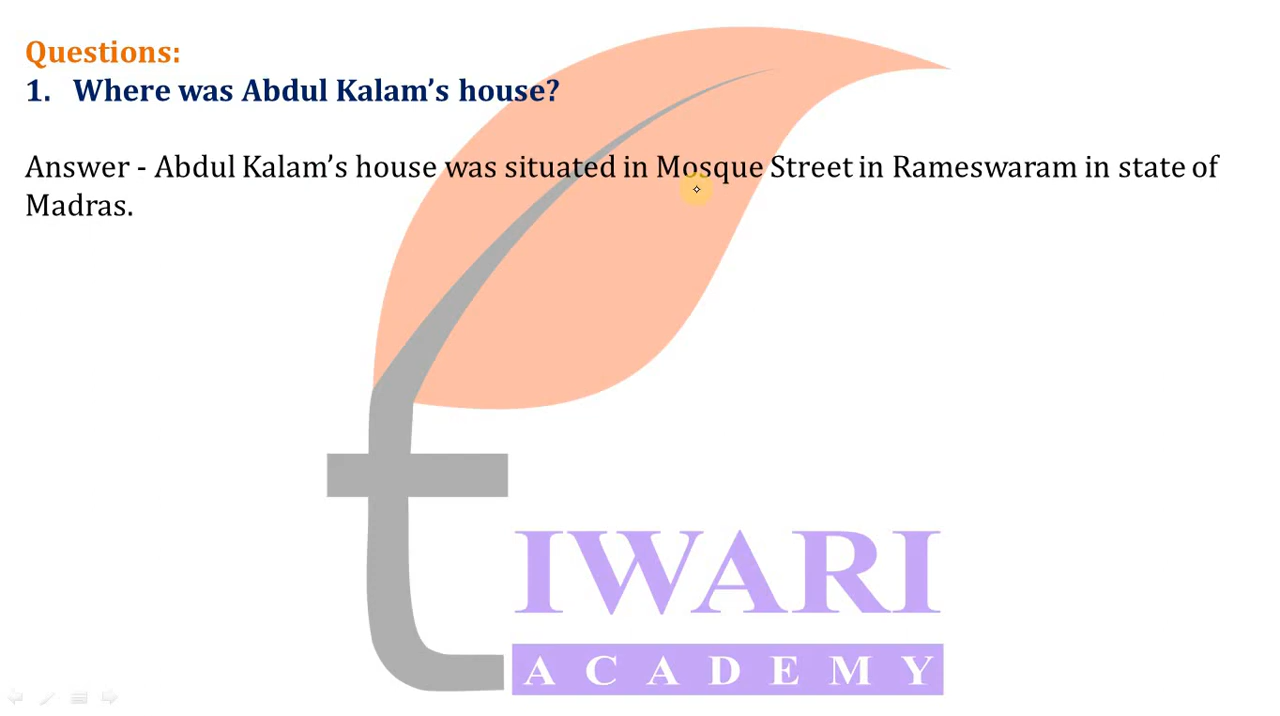 Questions:
1. Where was Abdul Kalam’s house?
Answer - Abdul Kalam’s house was situated in Mosque Street in Rameswaram in state of
Madras.
tIWARI
ACADEMY